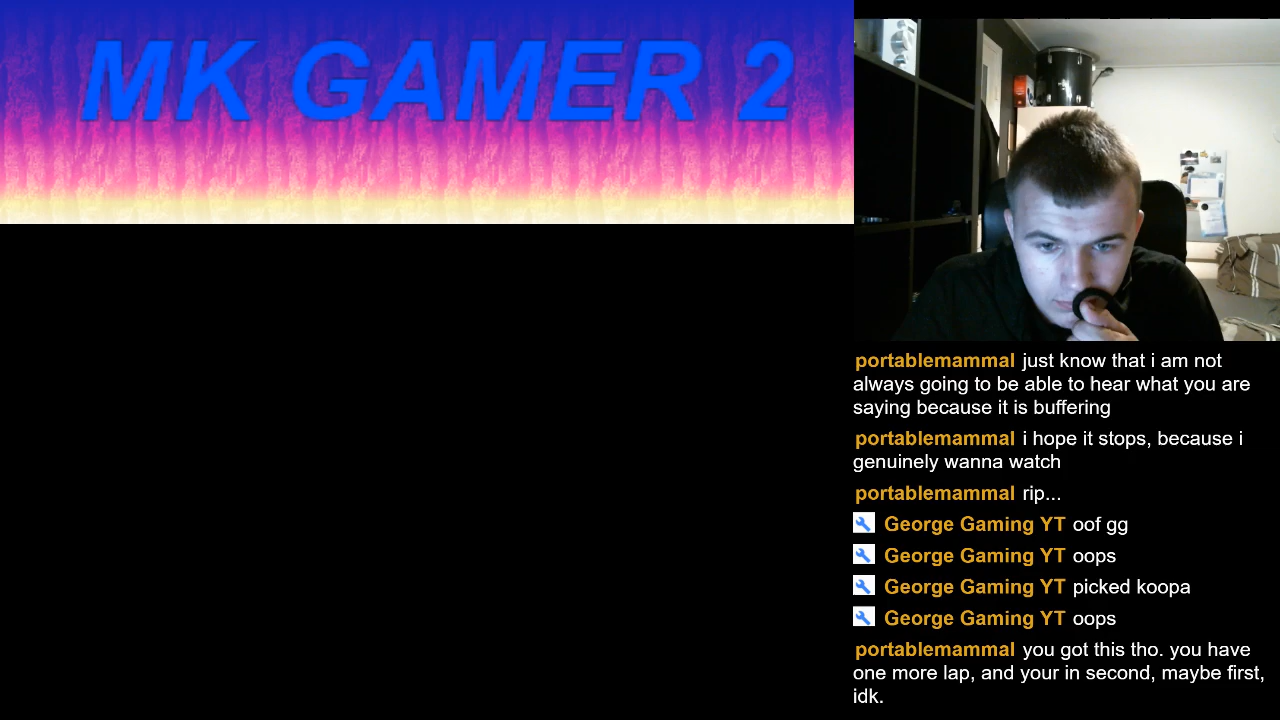 MK GAMER 2
portablemammal just know that i am not
always going to be able to hear what you are
saying because it is buffering
portablemammal i hope it stops, because i
genuinely wanna watch
portablemammal rip...
George Gaming YT oof gg
George Gaming YT oops
George Gaming YT picked koopa
George Gaming YT oops
portablemammal you got this tho. you have
one more lap, and your in second, maybe first,
idk.